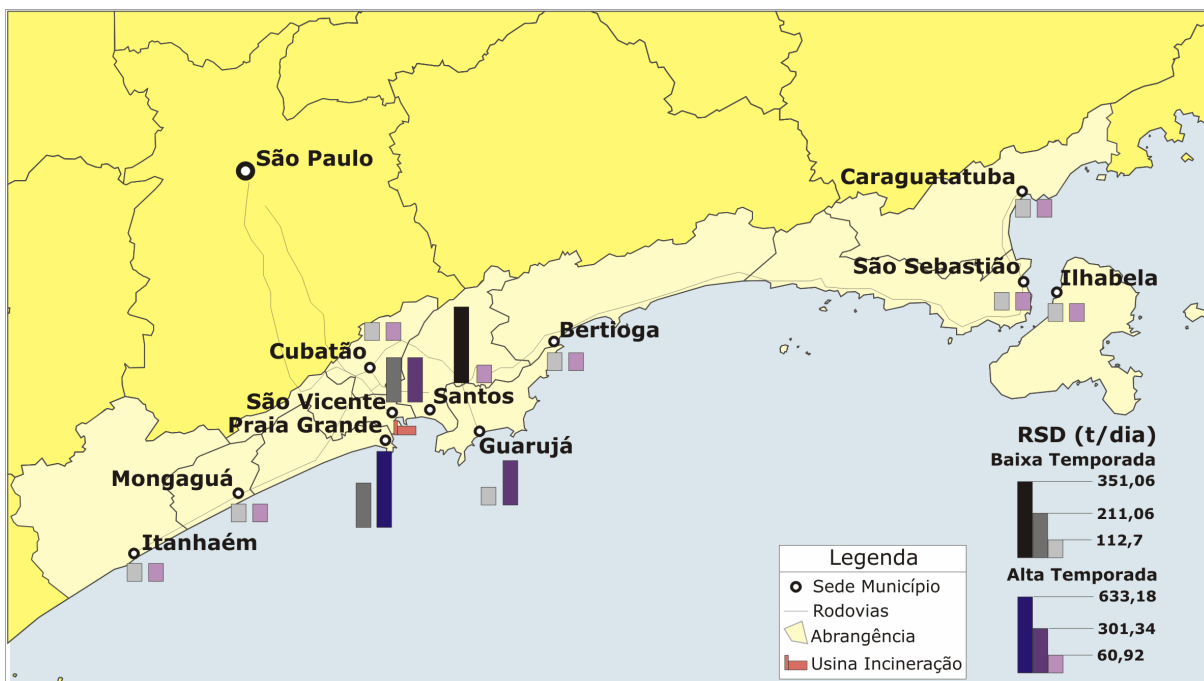 São Paulo
Caraguatatuba
São Sebastião
Ilhabela
Bertioga
Cubatão
Santos
São Vicente
Praia Grande
Guarujá
Mongaguá
Itanhaém
RSD (t/dia)
Baixa Temporada
351,06
211,06
112,7
Alta Temporada
633,18
301,34
60,92
Legenda
Sede Município
Rodovias
Abrangência
Usina Incineração